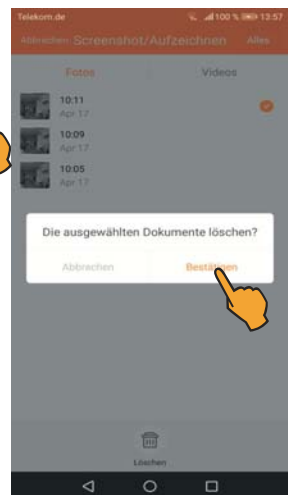 Telekom.de 100 % 13:57
Abbrechen Screenshot/Aufzeichnen Alles
Fotos Videos
10:11
Apr 17
10:09
Apr 17
10:05
Apr 17
Die ausgewählten Dokumente löschen?
Abbrechen Bestätigen
Löschen